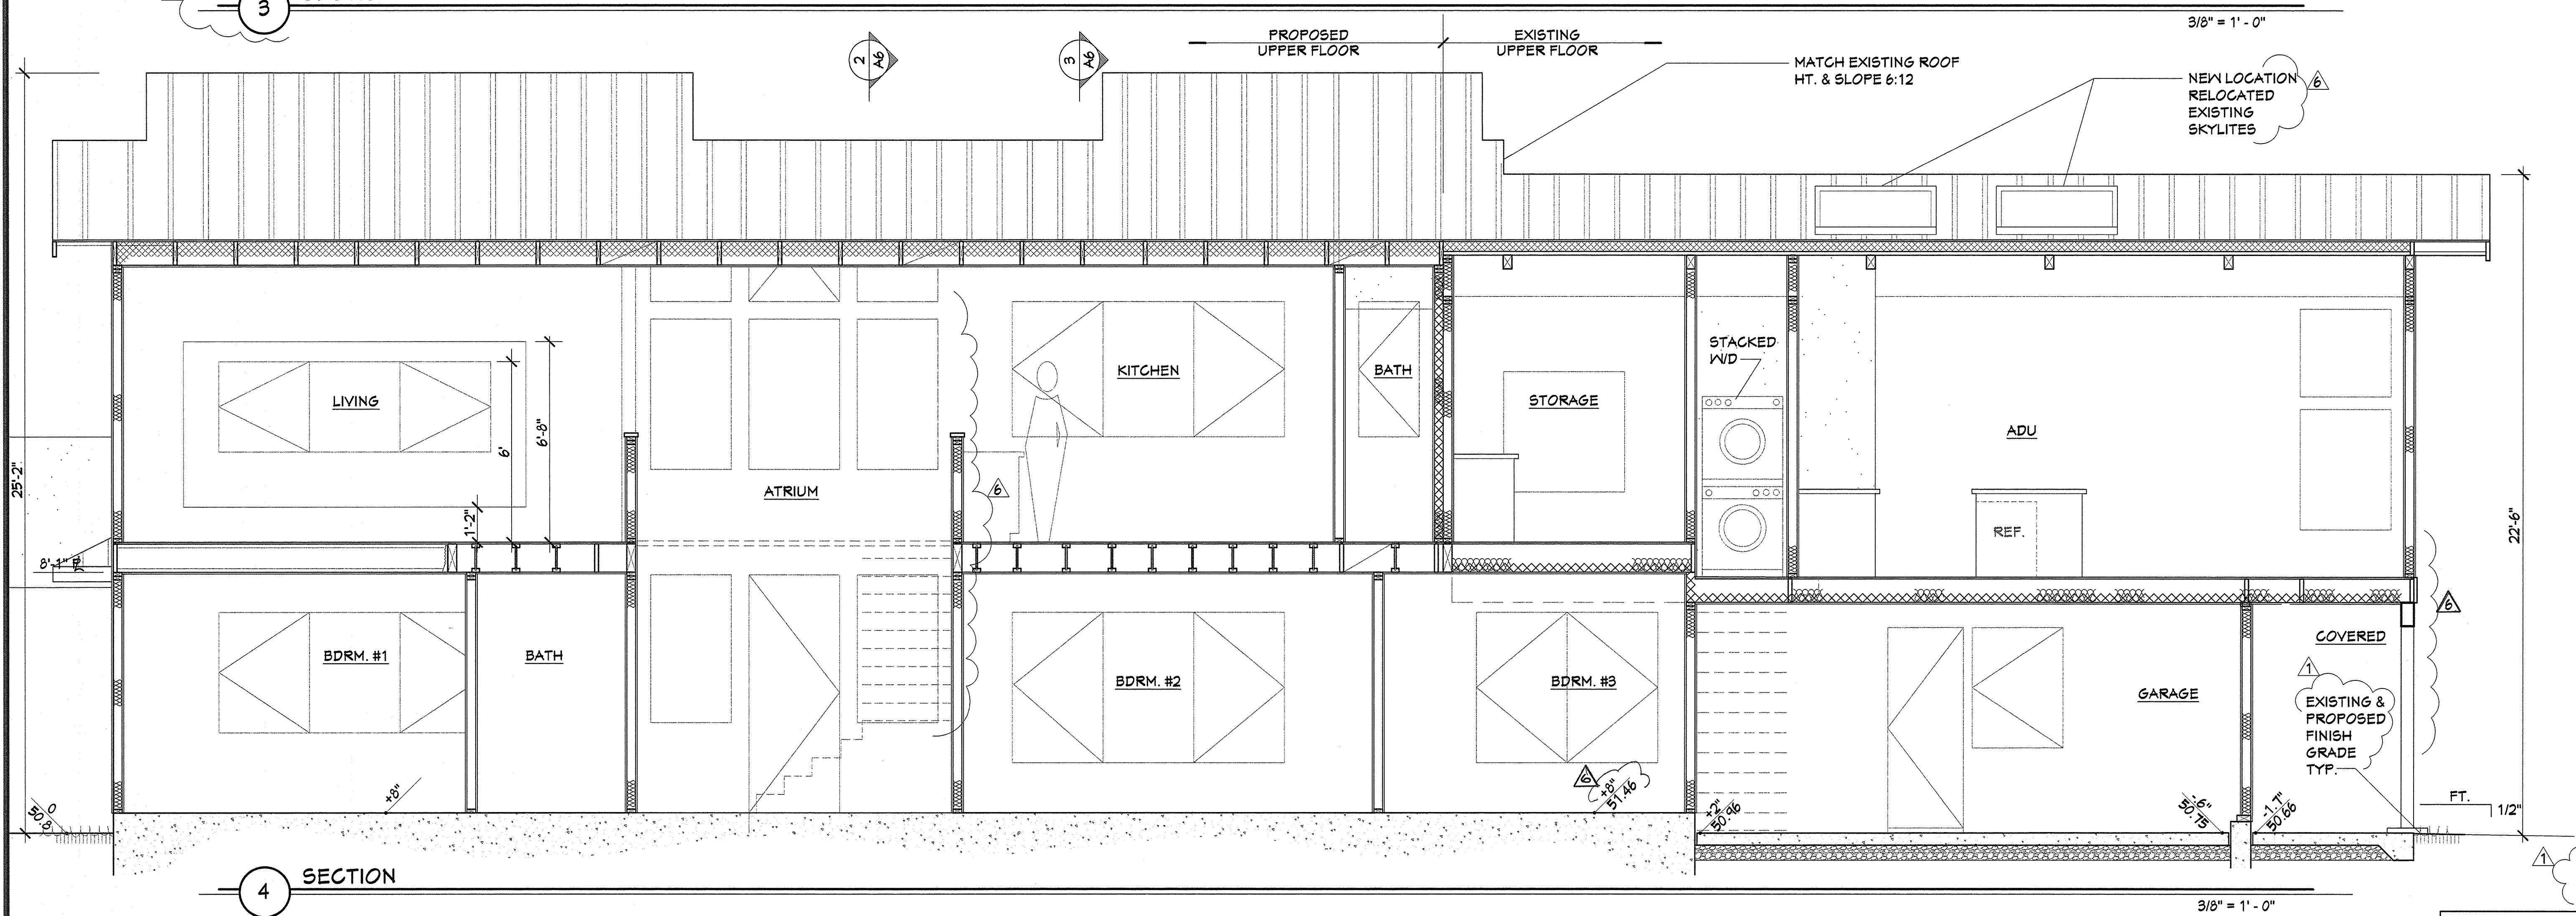 3
3/8" = 1' - 0"
PROPOSED
UPPER FLOOR
EXISTING
UPPER FLOOR
2
A6
3
A6
MATCH EXISTING ROOF
HT. & SLOPE 6:12
NEW LOCATION
RELOCATED
EXISTING
SKYLITES
6
25'-2"
LIVING
6'
6'-8"
1'-2"
ATRIUM
KITCHEN
BATH
6
STORAGE
STACKED
W/D
ADU
REF.
22'-6"
8'-1" P
BDRM. #1
BATH
BDRM. #2
BDRM. #3
GARAGE
COVERED
6
1
EXISTING &
PROPOSED
FINISH
GRADE
TYP.
0
50.8
+8"
6
+8"
51.46
+2"
50.96
50.75
-1.7"
50.66
FT.
1/2"
1
4
SECTION
3/8" = 1' - 0"